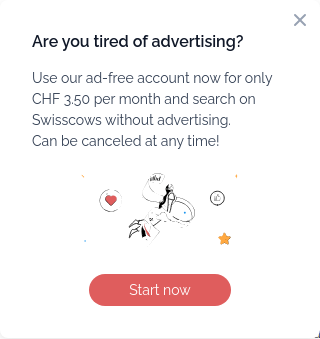 Are you tired of advertising?
Use our ad-free account now for only
CHF 3.50 per month and search on
Swisscows without advertising.
Can be canceled at any time!
Start now